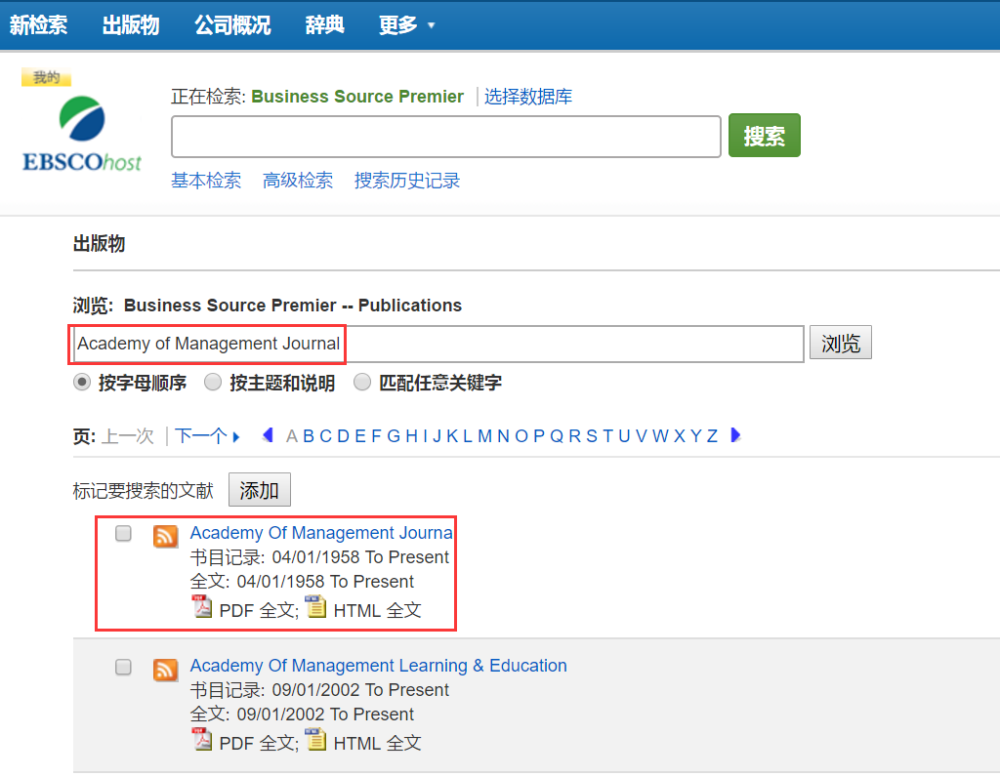 新检索 出版物 公司概况 辞典 更多
我的
EBSCOhost
正在检索: Business Source Premier 选择数据库
搜索
基本检索 高级检索 搜索历史记录
出版物
浏览: Business Source Premier -- Publications
Academy of Management Journal 浏览
按字母顺序 按主题和说明 匹配任意关键字
页: 上一次 下一个 A B C D E F G H I J K L M N O P Q R S T U V W X Y Z
标记要搜索的文献 添加
Academy Of Management Journa
书目记录: 04/01/1958 To Present
全文: 04/01/1958 To Present
PDF 全文; HTML 全文
Academy Of Management Learning & Education
书目记录: 09/01/2002 To Present
全文: 09/01/2002 To Present
PDF 全文; HTML 全文